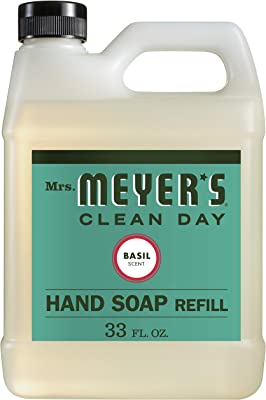 Mrs. MEYER'S®
CLEAN DAY
BASIL
SCENT
HAND SOAP REFILL
33 FL. OZ.